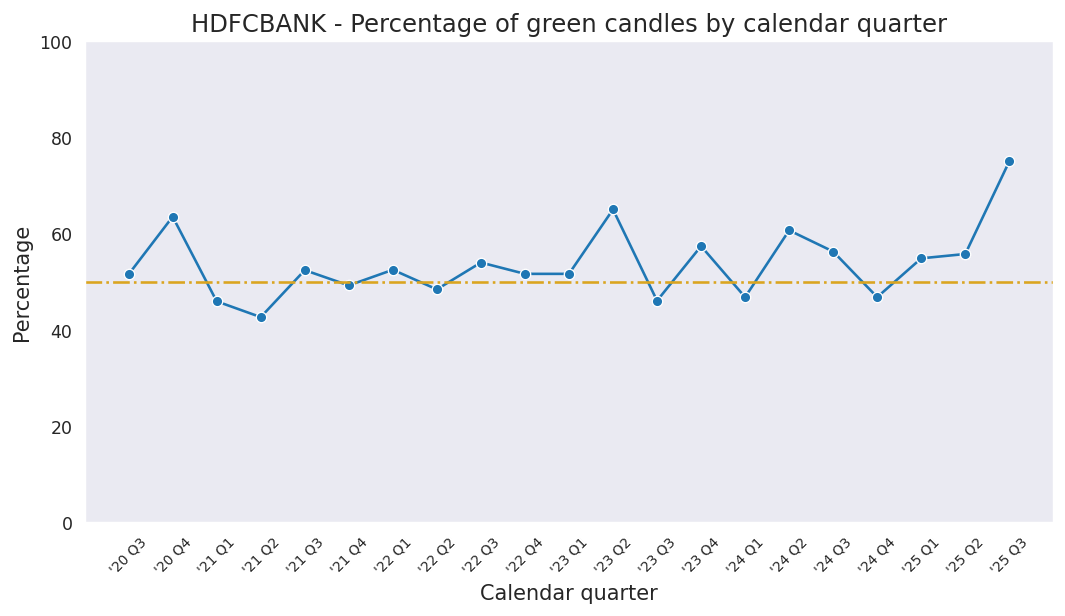 HDFCBANK - Percentage of green candles by calendar quarter
100
80
60
40
20
0
Percentage
'20 Q3
'20 Q4
'21 Q1
'21 Q2
'21 Q3
'21 Q4
'22 Q1
'22 Q2
'22 Q3
'22 Q4
'23 Q1
'23 Q2
'23 Q3
'23 Q4
'24 Q1
'24 Q2
'24 Q3
'24 Q4
'25 Q1
'25 Q2
'25 Q3
Calendar quarter